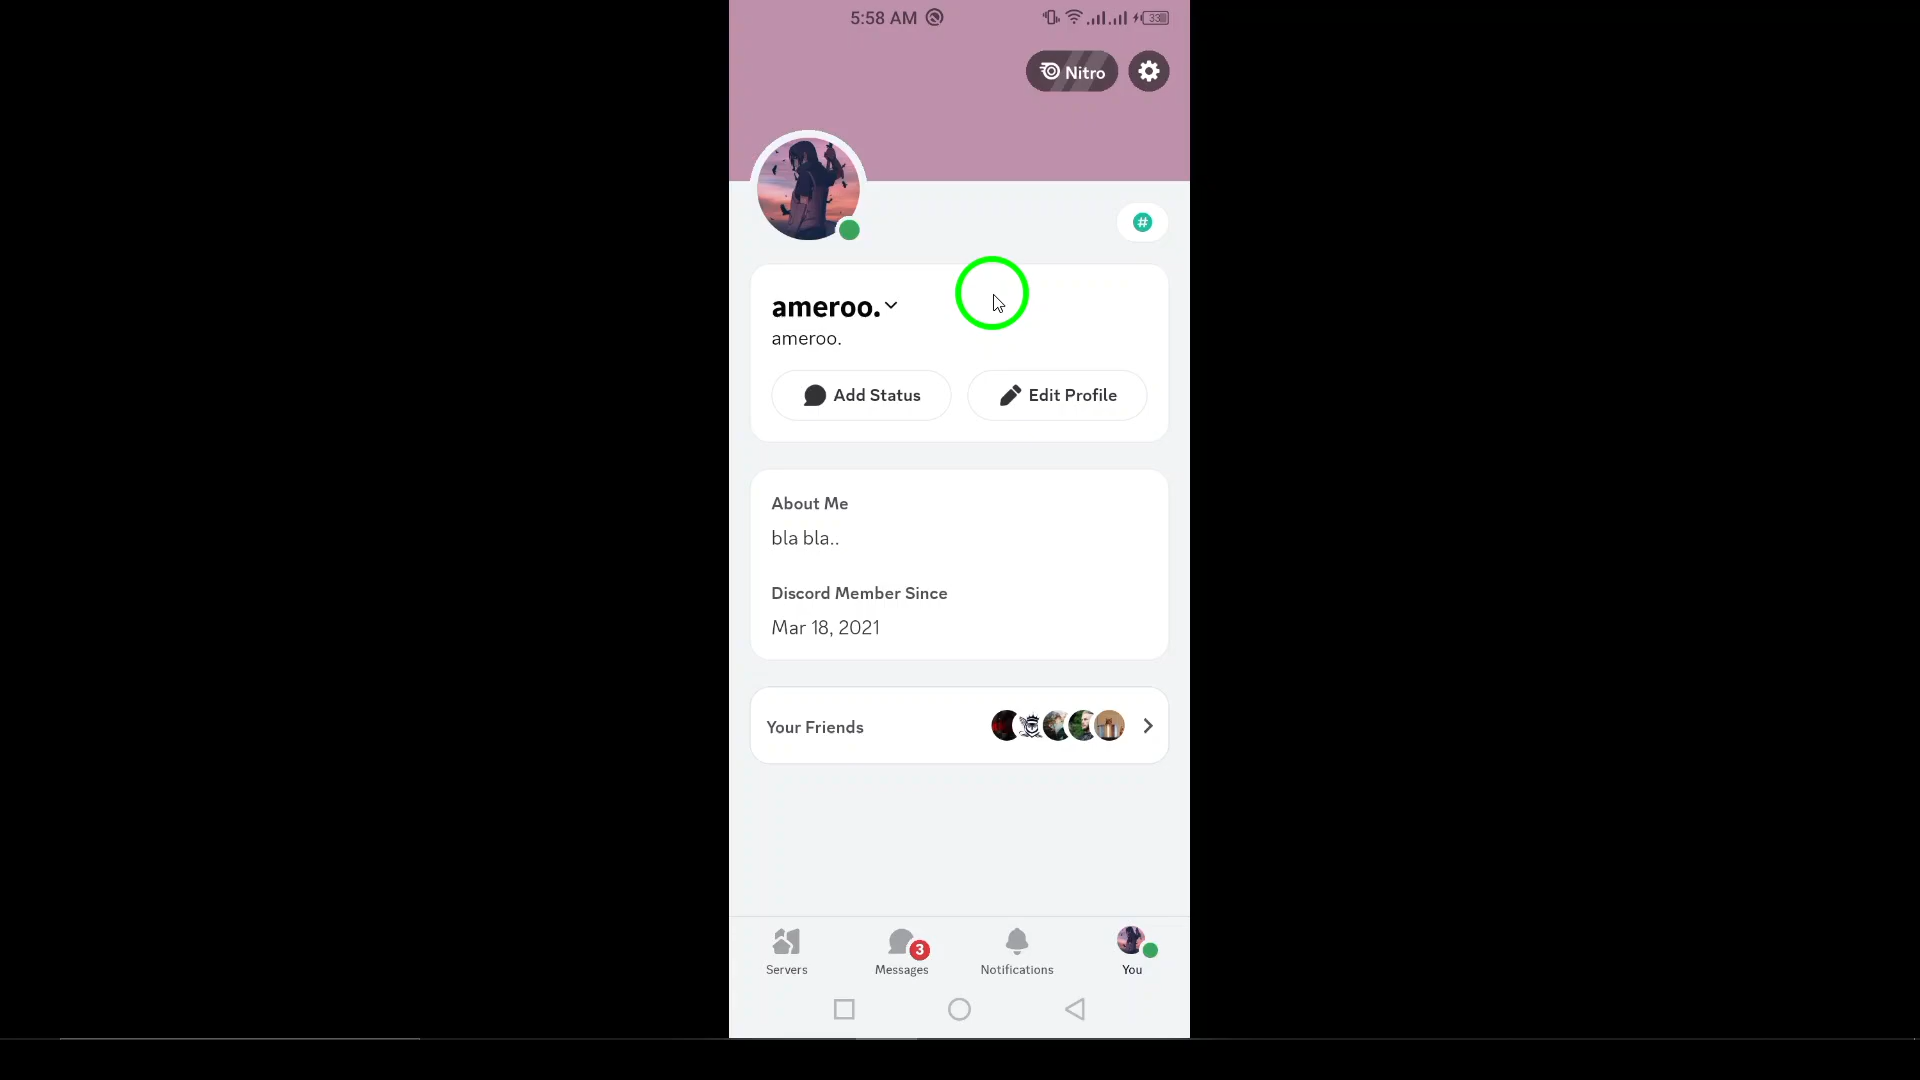 5:58 AM
33
Nitro
#
ameroo.
ameroo.
Add Status
Edit Profile
About Me
bla bla..
Discord Member Since
Mar 18, 2021
Your Friends
3
Servers
Messages
Notifications
You